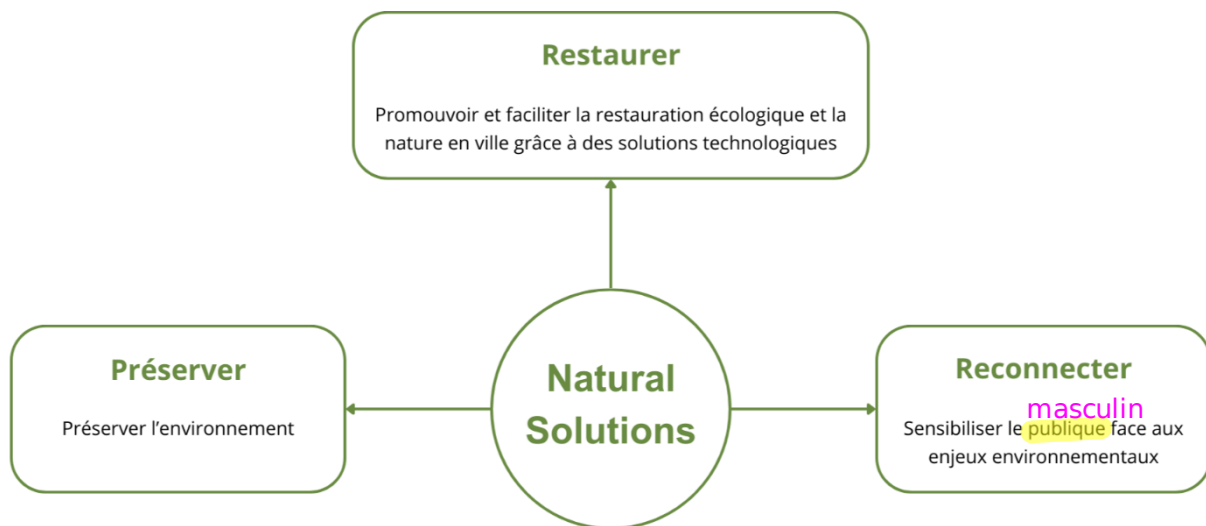 Restaurer
Promouvoir et faciliter la restauration écologique et la
nature en ville grâce à des solutions technologiques
Natural
Solutions
Préserver
Préserver l’environnement
Reconnecter
masculin
Sensibiliser le publique face aux
enjeux environnementaux